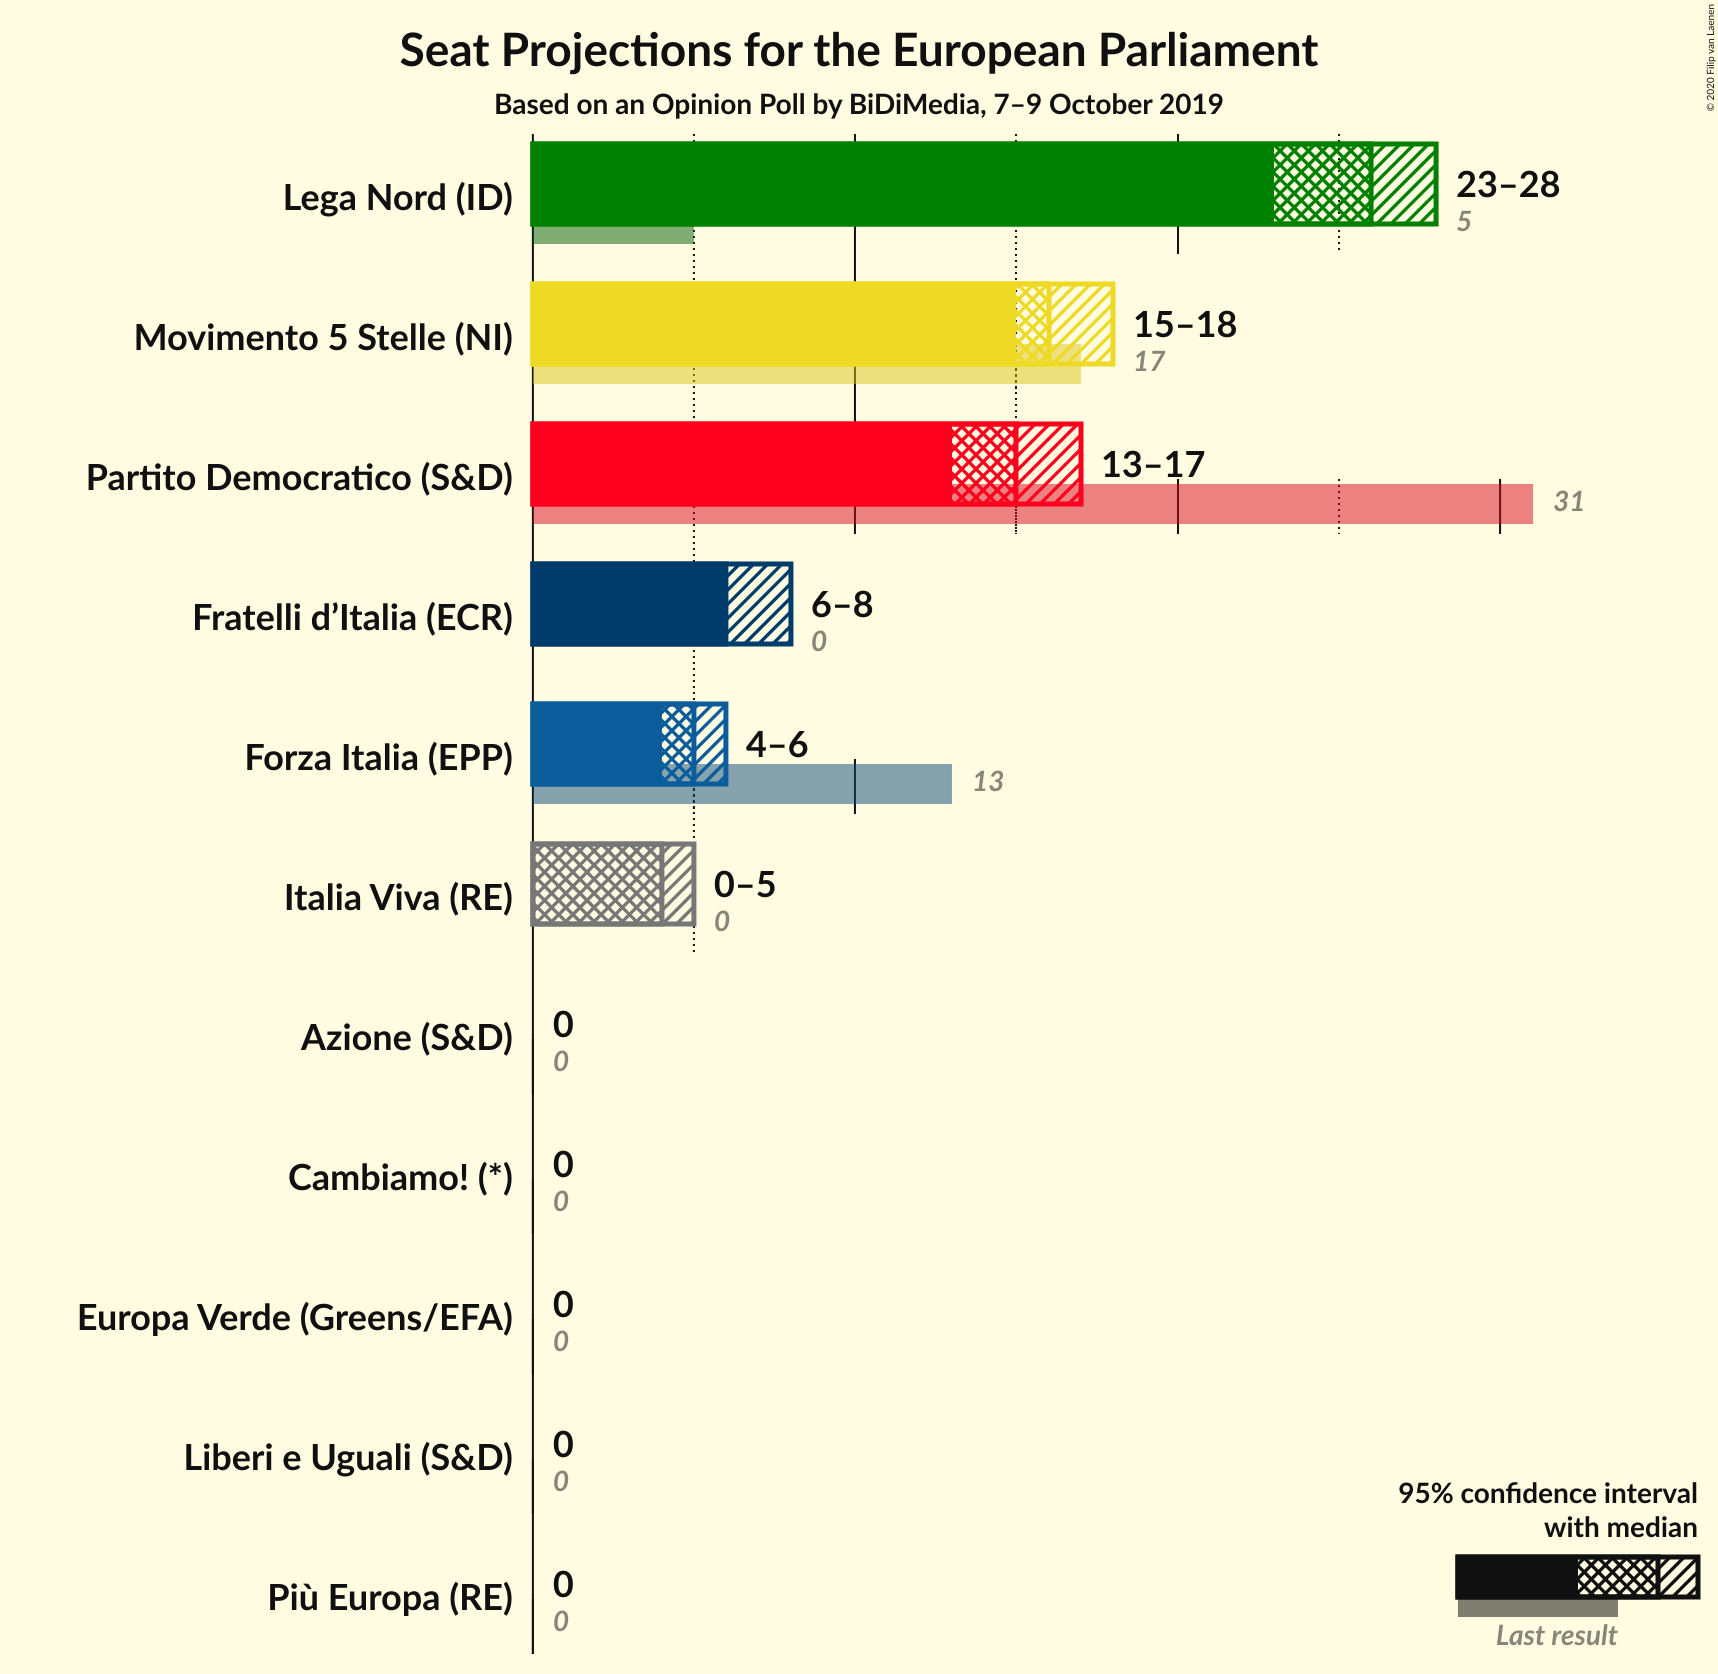 Seat Projections for the European Parliament
Based on an Opinion Poll by BiDiMedia, 7–9 October 2019
© 2020 Filip van Laenen
Lega Nord (ID)
23–28
5
Movimento 5 Stelle (NI)
15–18
17
Partito Democratico (S&D)
13–17
31
Fratelli d’Italia (ECR)
6–8
0
Forza Italia (EPP)
4–6
13
Italia Viva (RE)
0–5
0
Azione (S&D)
0
0
Cambiamo! (*)
0
0
Europa Verde (Greens/EFA)
0
0
Liberi e Uguali (S&D)
0
0
Più Europa (RE)
0
0
95% confidence interval
with median
Last result